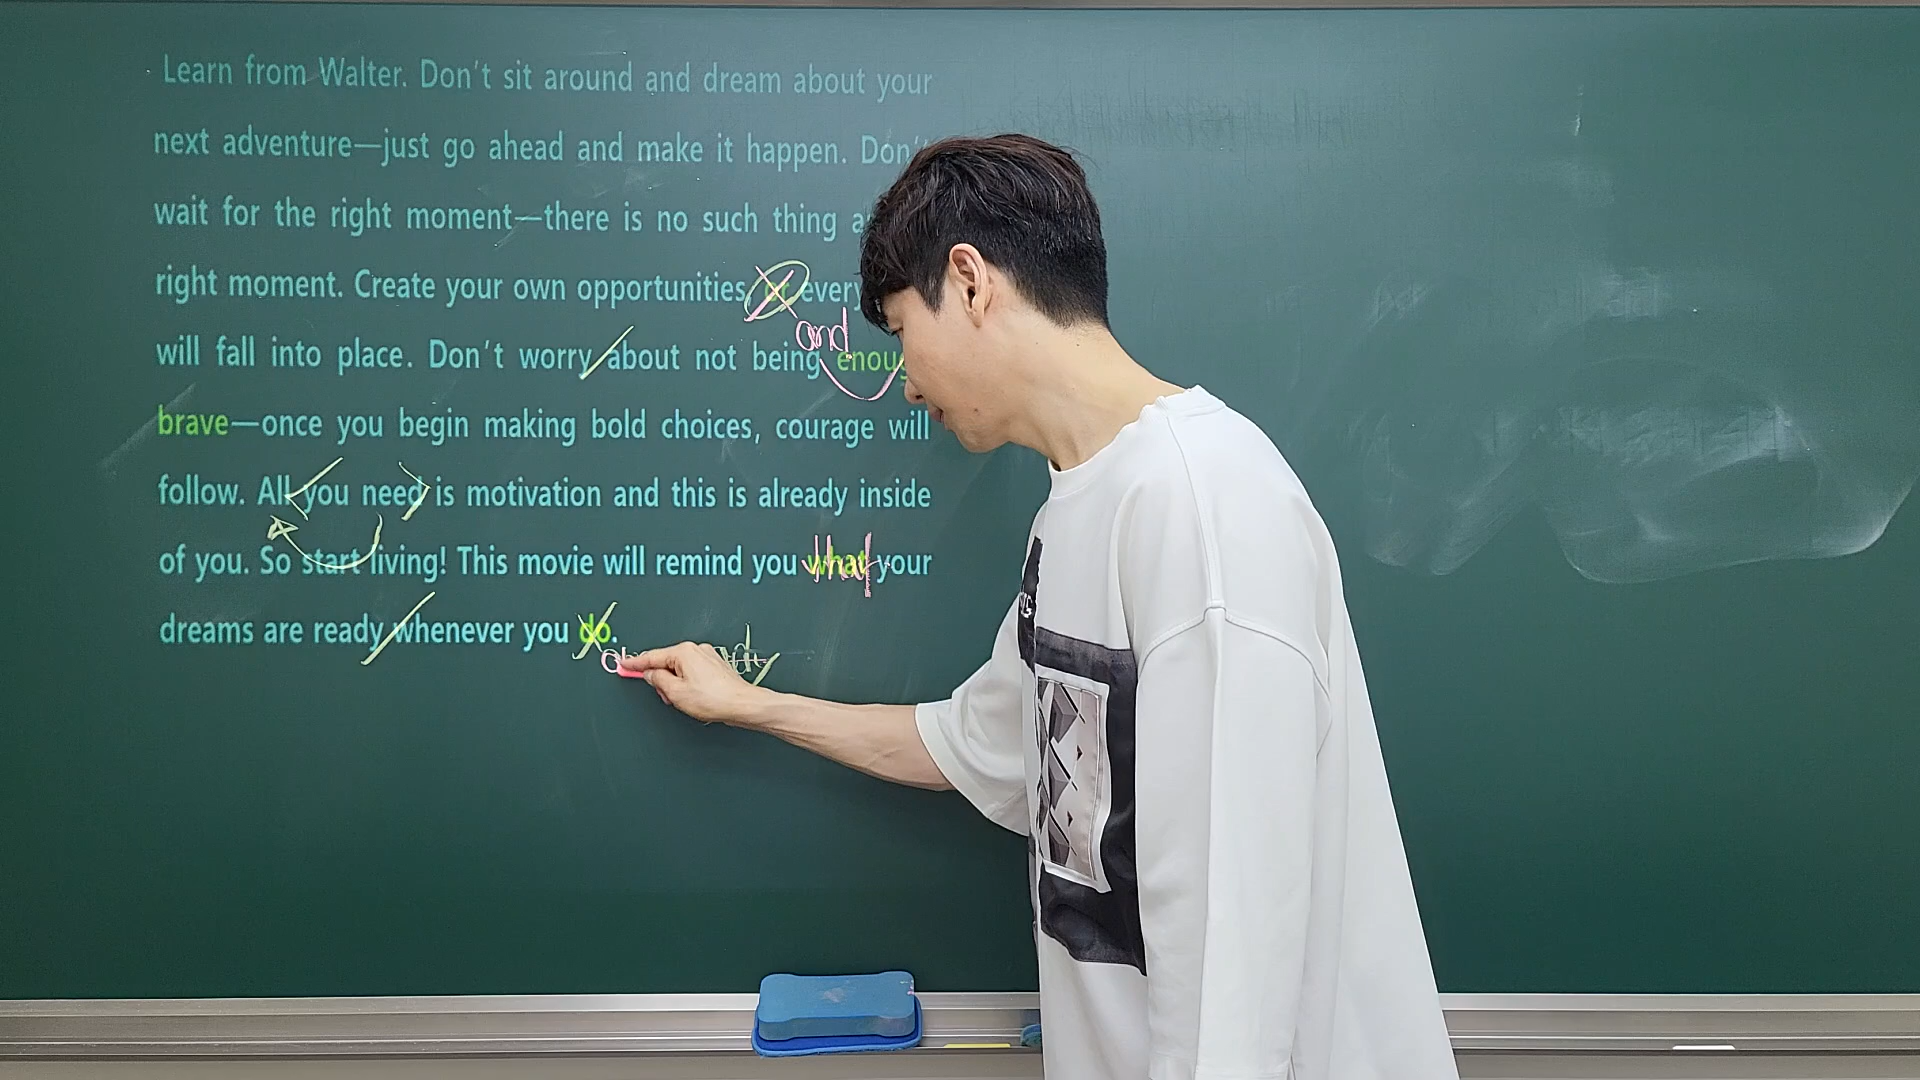 Learn from Walter. Don't sit around and dream about your
next adventure—just go ahead and make it happen. Don't
wait for the right moment—there is no such thing
right moment. Create your own opportunities, or
and
will fall into place. Don't worry about not being
brave—once you begin making bold choices, courage will
follow. All you need is motivation and this is already inside
of you. So start living! This movie will remind you what your
dreams are ready whenever you do.